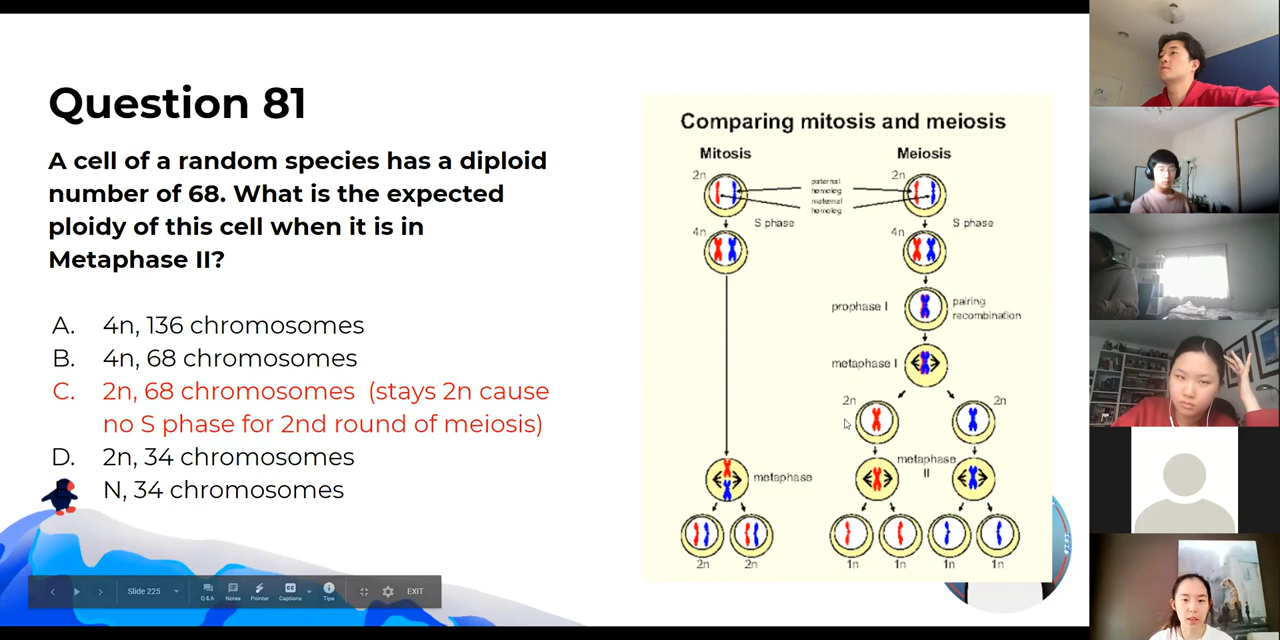 Question 81
A cell of a random species has a diploid
number of 68. What is the expected
ploidy of this cell when it is in
Metaphase II?
A. 4n, 136 chromosomes
B. 4n, 68 chromosomes
C. 2n, 68 chromosomes (stays 2n cause
no S phase for 2nd round of meiosis)
D. 2n, 34 chromosomes
N, 34 chromosomes
Comparing mitosis and meiosis
Mitosis
Meiosis
2n
2n
paternal
homolog
maternal
homolog
S phase
S phase
4n
4n
prophase I
pairing
recombination
metaphase I
2n
2n
metaphase
metaphase
II
2n
2n
1n
1n
1n
1n
Slide 225
Q & A
Notes
Pointer
Captions
Tips
EXIT